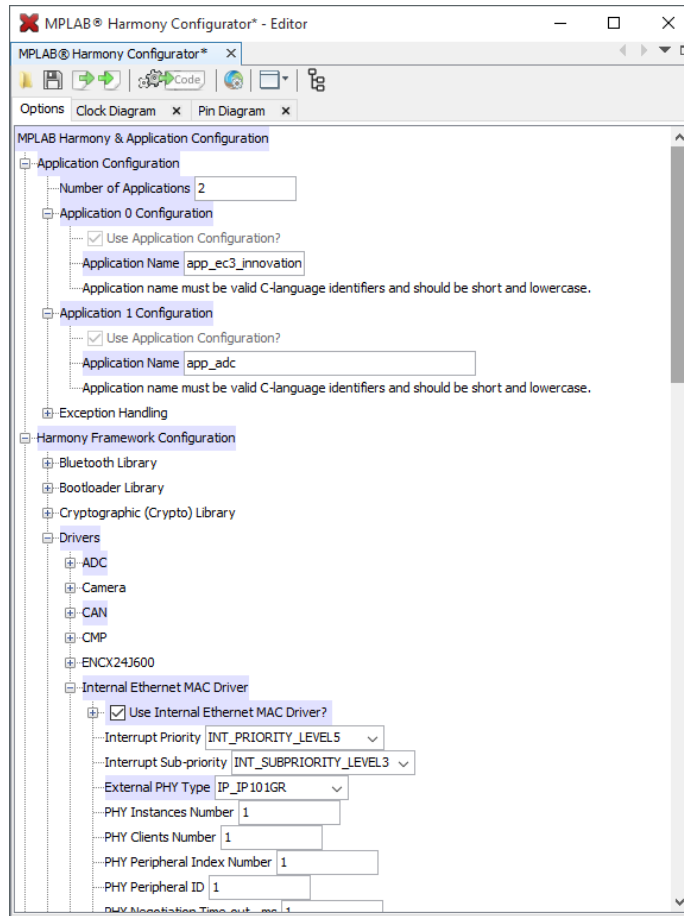 MPLAB® Harmony Configurator* - Editor
MPLAB® Harmony Configurator*
Code
Options Clock Diagram Pin Diagram
MPLAB Harmony & Application Configuration
Application Configuration
Number of Applications 2
Application 0 Configuration
Use Application Configuration?
Application Name app_ec3_innovation
Application name must be valid C-language identifiers and should be short and lowercase.
Application 1 Configuration
Use Application Configuration?
Application Name app_adc
Application name must be valid C-language identifiers and should be short and lowercase.
Exception Handling
Harmony Framework Configuration
Bluetooth Library
Bootloader Library
Cryptographic (Crypto) Library
Drivers
ADC
Camera
CAN
CMP
ENCX24J600
Internal Ethernet MAC Driver
Use Internal Ethernet MAC Driver?
Interrupt Priority INT_PRIORITY_LEVEL5
Interrupt Sub-priority INT_SUBPRIORITY_LEVEL3
External PHY Type IP_IP101GR
PHY Instances Number 1
PHY Clients Number 1
PHY Peripheral Index Number 1
PHY Peripheral ID 1
PHY Negotiation Time-out - ms 1